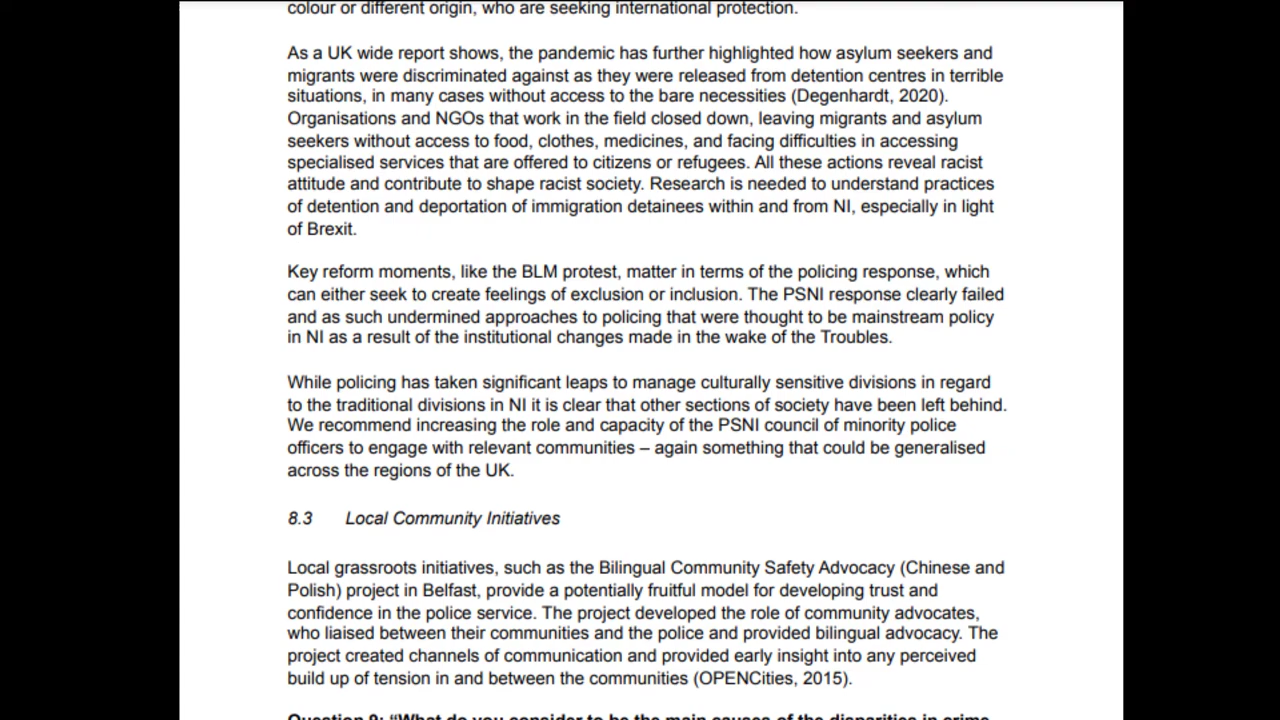 colour or different origin, who are seeking international protection.
As a UK wide report shows, the pandemic has further highlighted how asylum seekers and
migrants were discriminated against as they were released from detention centres in terrible
situations, in many cases without access to the bare necessities (Degenhardt, 2020).
Organisations and NGOs that work in the field closed down, leaving migrants and asylum
seekers without access to food, clothes, medicines, and facing difficulties in accessing
specialised services that are offered to citizens or refugees. All these actions reveal racist
attitude and contribute to shape racist society. Research is needed to understand practices
of detention and deportation of immigration detainees within and from NI, especially in light
of Brexit.
Key reform moments, like the BLM protest, matter in terms of the policing response, which
can either seek to create feelings of exclusion or inclusion. The PSNI response clearly failed
and as such undermined approaches to policing that were thought to be mainstream policy
in NI as a result of the institutional changes made in the wake of the Troubles.
While policing has taken significant leaps to manage culturally sensitive divisions in regard
to the traditional divisions in NI it is clear that other sections of society have been left behind.
We recommend increasing the role and capacity of the PSNI council of minority police
officers to engage with relevant communities – again something that could be generalised
across the regions of the UK.
8.3 Local Community Initiatives
Local grassroots initiatives, such as the Bilingual Community Safety Advocacy (Chinese and
Polish) project in Belfast, provide a potentially fruitful model for developing trust and
confidence in the police service. The project developed the role of community advocates,
who liaised between their communities and the police and provided bilingual advocacy. The
project created channels of communication and provided early insight into any perceived
build up of tension in and between the communities (OPENCities, 2015).
Question 9: “What do you consider to be the main causes of the disparities in crime